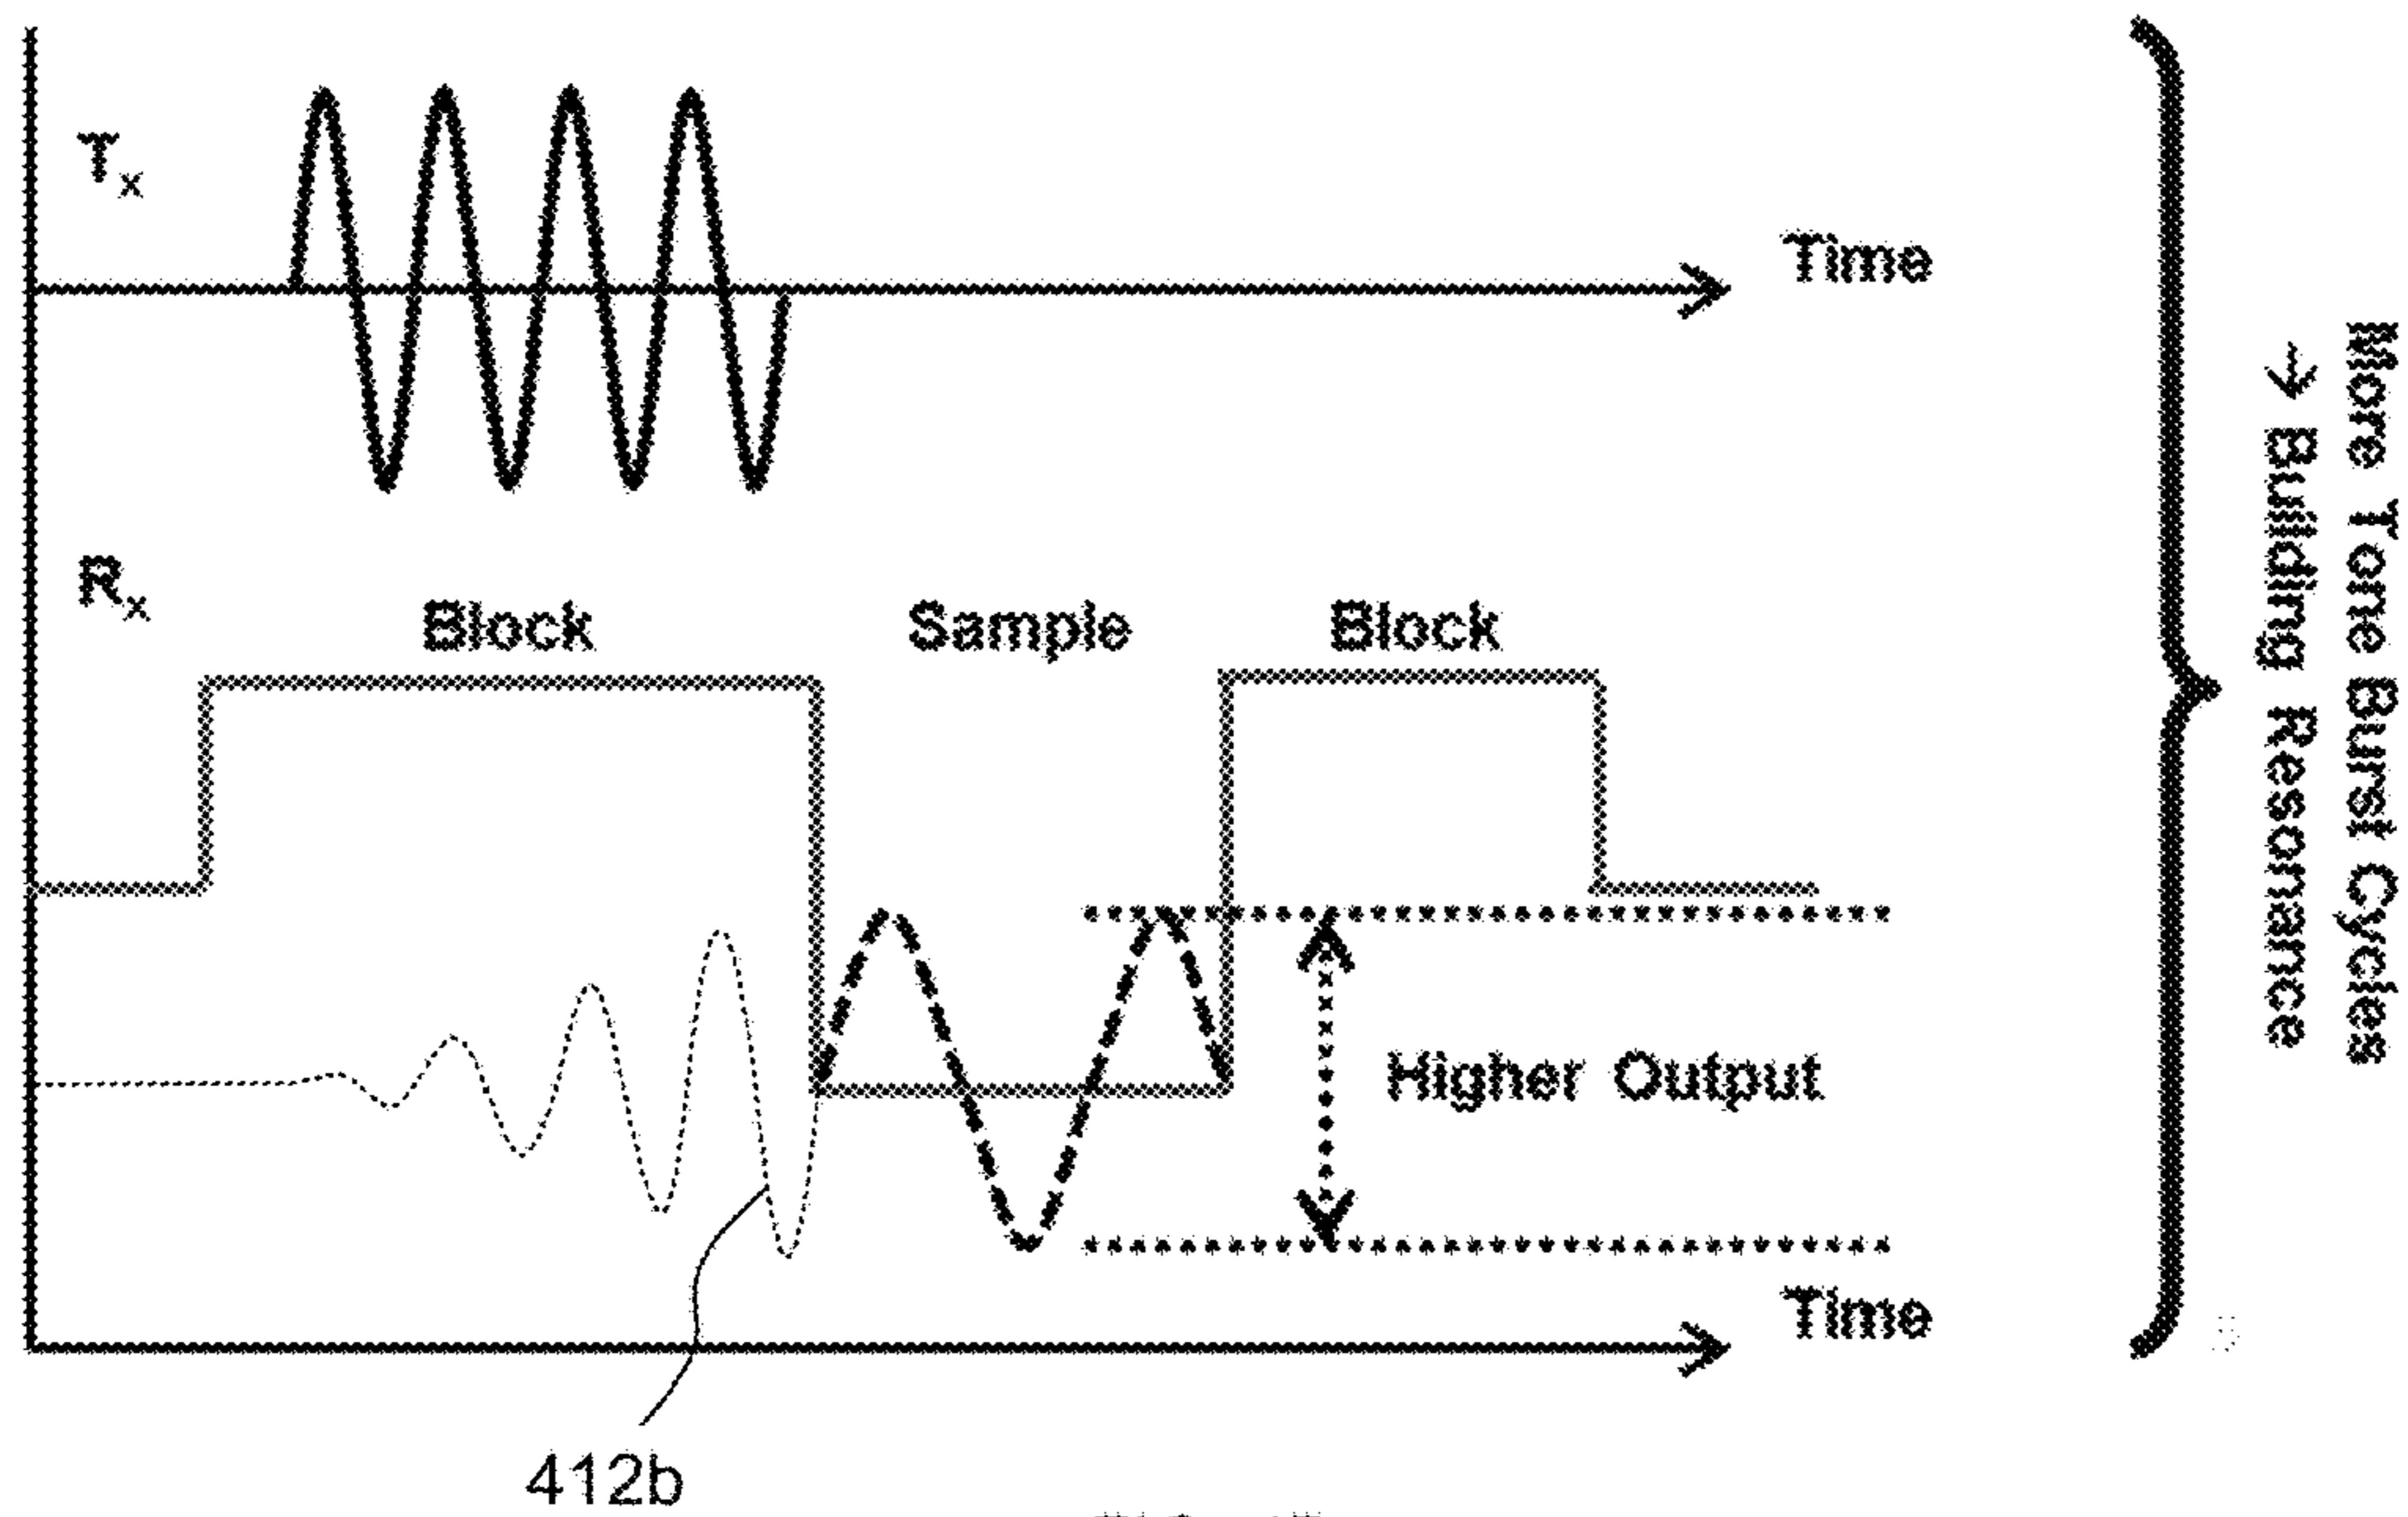 Tx
Time
Rx
Block Sample Block
Higher Output
Time
412b
More Tone Burst Cycles
→ Building Resonance